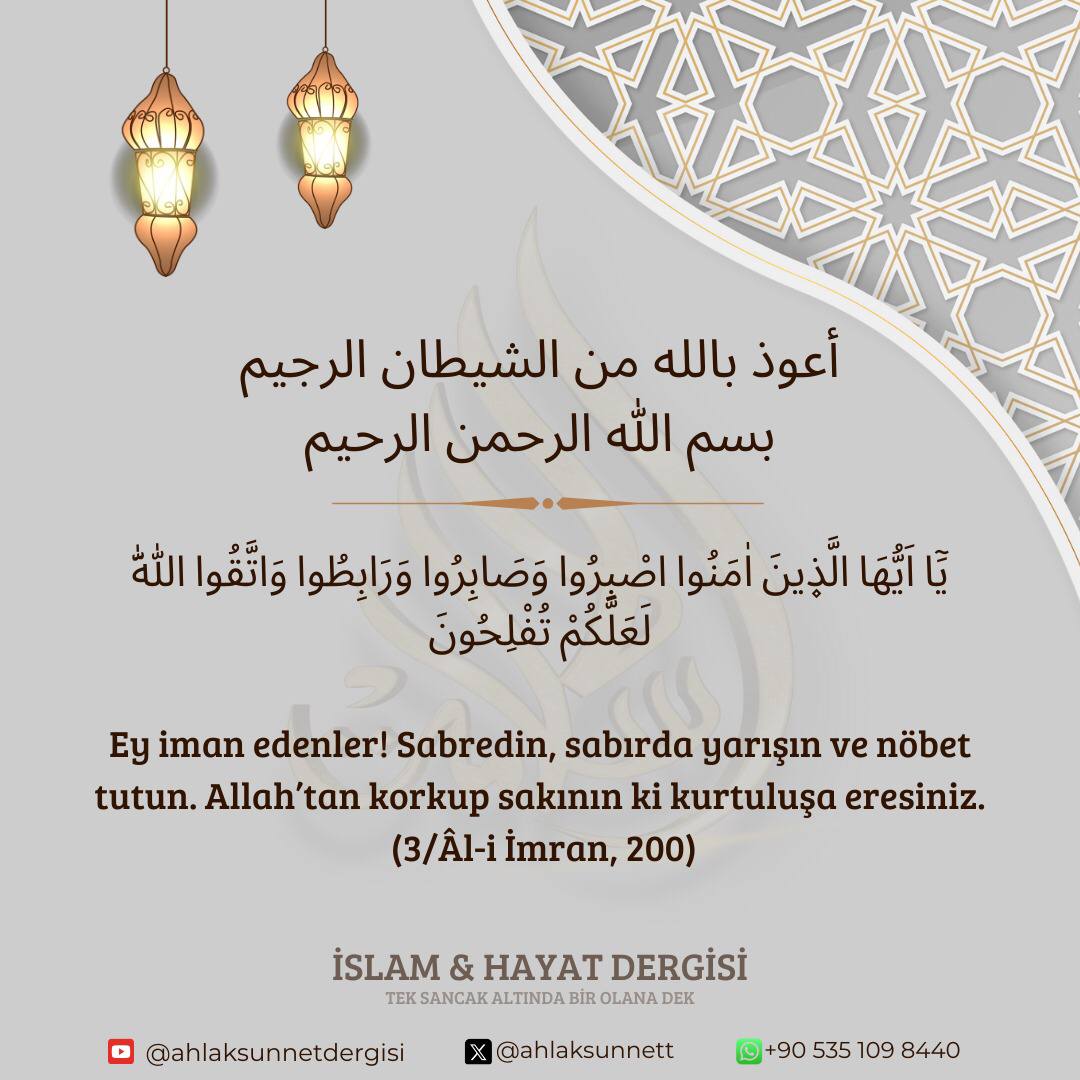 أعوذ بالله من الشيطان الرجيم
بسم الله الرحمن الرحيم
يَٓا اَيُّهَا الَّذ۪ينَ اٰمَنُوا اصْبِرُوا وَصَابِرُوا وَرَابِطُوا وَاتَّقُوا اللّٰهَ
لَعَلَّكُمْ تُفْلِحُونَ
Ey iman edenler! Sabredin, sabırda yarışın ve nöbet
tutun. Allah’tan korkup sakının ki kurtuluşa eresiniz.
(3/Âl-i İmran, 200)
İSLAM & HAYAT DERGİSİ
TEK SANCAK ALTINDA BİR OLANA DEK
@ahlaksunnetdergisi @ahlaksunnett +90 535 109 8440